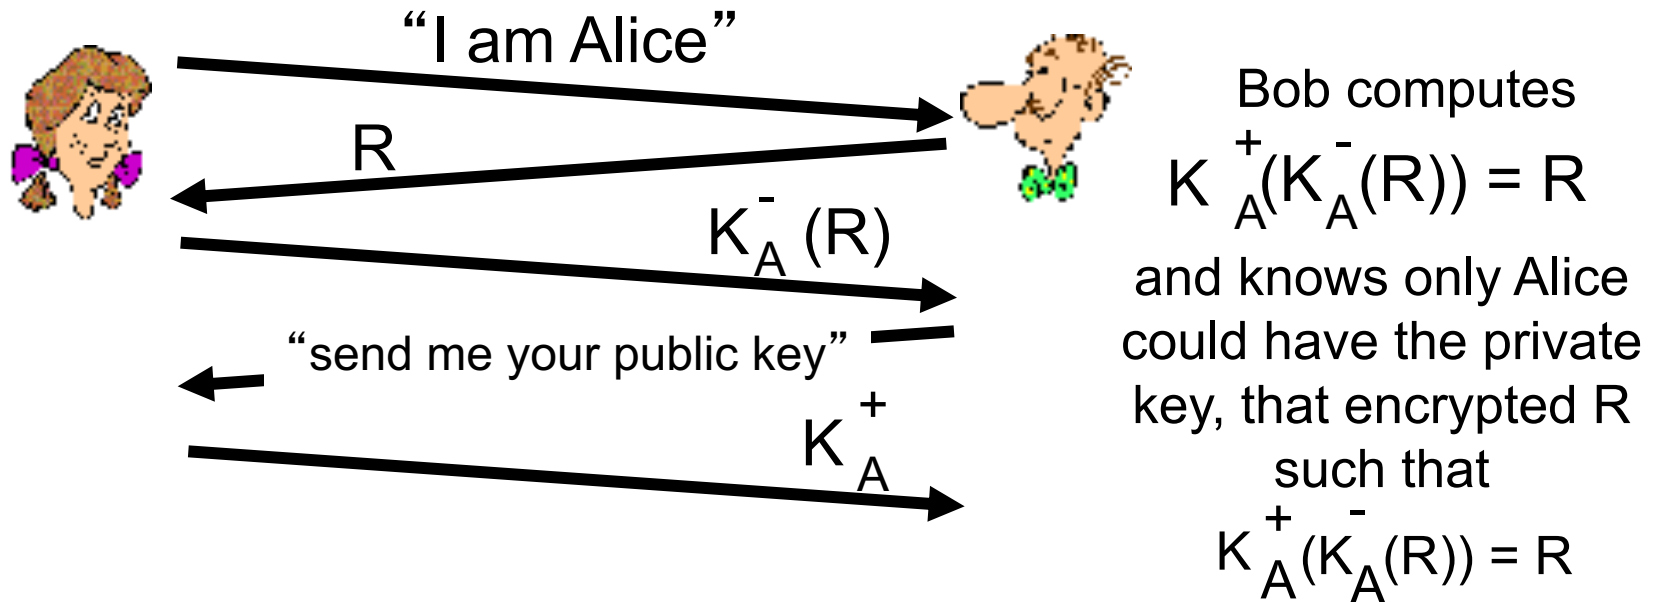 “I am Alice”
R
K_A^- (R)
“send me your public key”
K_A^+
Bob computes
K_A^+(K_A^-(R)) = R
and knows only Alice
could have the private
key, that encrypted R
such that
K_A^+(K_A^-(R)) = R